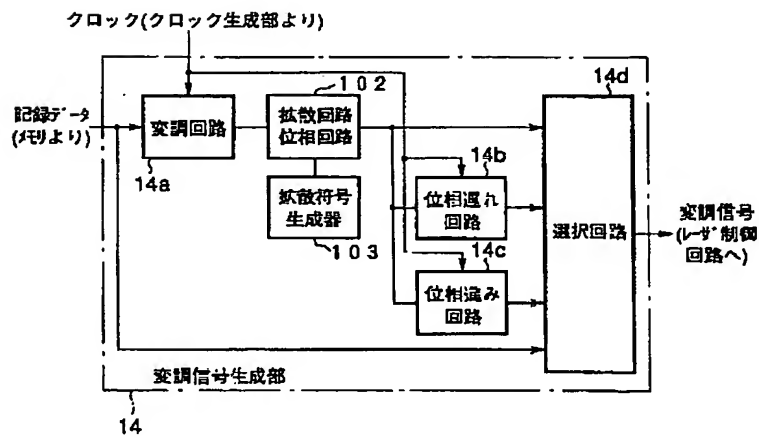 クロック(クロック生成部より)
102
14d
記録データ
(メモリより)
変調回路
拡散回路
位相回路
14a
14b
拡散符号
生成器
位相遅れ
回路
選択回路
変調信号
(レーザ制御
回路へ)
103
14c
位相進み
回路
変調信号生成部
14